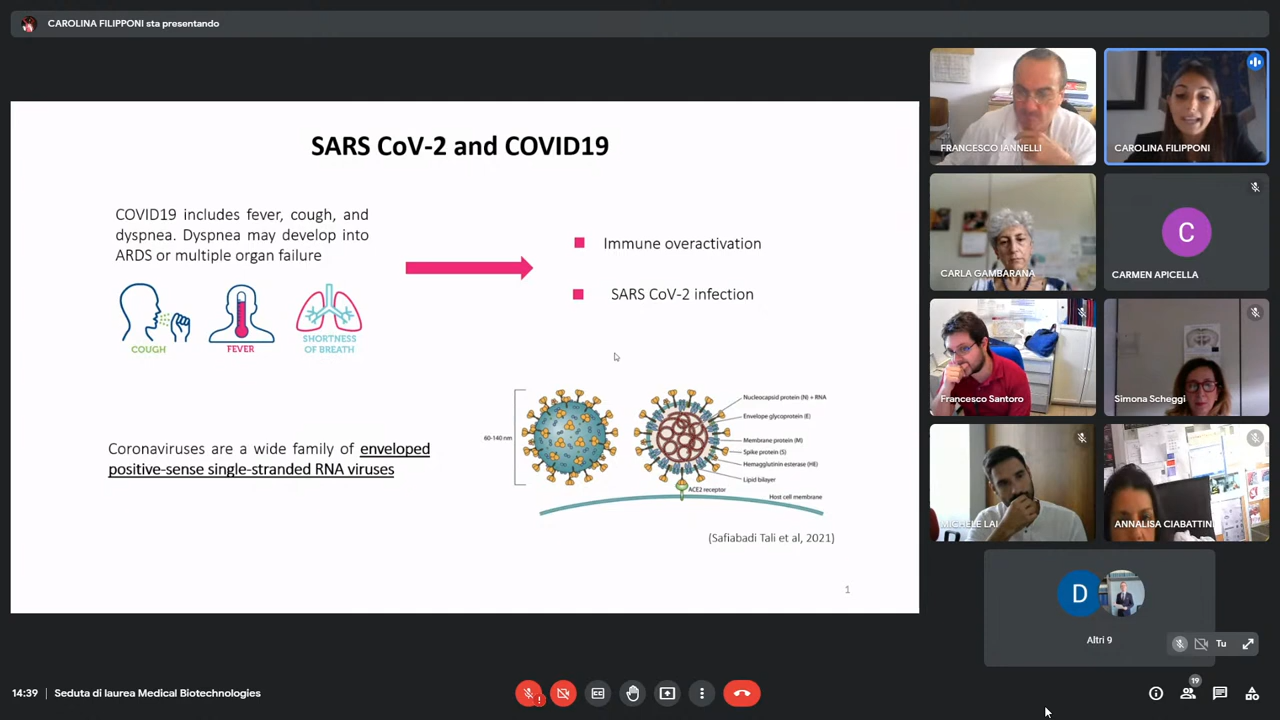 CAROLINA FILIPPONI sta presentando
SARS CoV-2 and COVID19
COVID19 includes fever, cough, and
dyspnea. Dyspnea may develop into
ARDS or multiple organ failure
COUGH
FEVER
SHORTNESS
OF BREATH
Immune overactivation
SARS CoV-2 infection
Coronaviruses are a wide family of enveloped
positive-sense single-stranded RNA viruses
60-140 nm
Nucleocapsid protein (N) + RNA
Envelope glycoprotein (E)
Membrane protein (M)
Spike protein (S)
Hemagglutinin esterase (HE)
Lipid bilayer
ACE2 receptor
Host cell membrane
(Safiabadi Tali et al, 2021)
1
FRANCESCO IANNELLI
CAROLINA FILIPPONI
CARLA GAMBARANA
C
CARMEN APICELLA
Francesco Santoro
Simona Scheggi
MICHELE LAI
ANNALISA CIABATTIN
D
Altri 9
Tu
14:39
Seduta di laurea Medical Biotechnologies
19